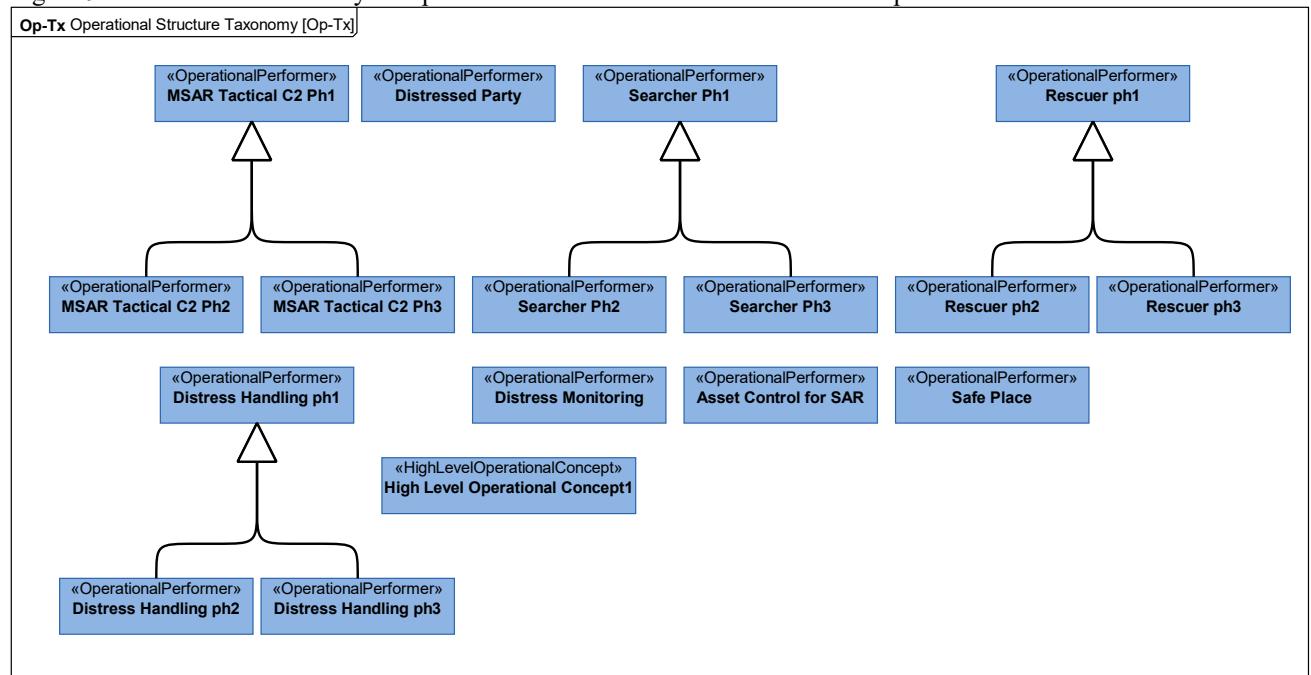 Op-Tx Operational Structure Taxonomy [Op-Tx]
«OperationalPerformer»
MSAR Tactical C2 Ph1
«OperationalPerformer»
Distressed Party
«OperationalPerformer»
Searcher Ph1
«OperationalPerformer»
Rescuer ph1
«OperationalPerformer»
MSAR Tactical C2 Ph2
«OperationalPerformer»
MSAR Tactical C2 Ph3
«OperationalPerformer»
Searcher Ph2
«OperationalPerformer»
Searcher Ph3
«OperationalPerformer»
Rescuer ph2
«OperationalPerformer»
Rescuer ph3
«OperationalPerformer»
Distress Handling ph1
«OperationalPerformer»
Distress Monitoring
«OperationalPerformer»
Asset Control for SAR
«OperationalPerformer»
Safe Place
«HighLevelOperationalConcept»
High Level Operational Concept1
«OperationalPerformer»
Distress Handling ph2
«OperationalPerformer»
Distress Handling ph3